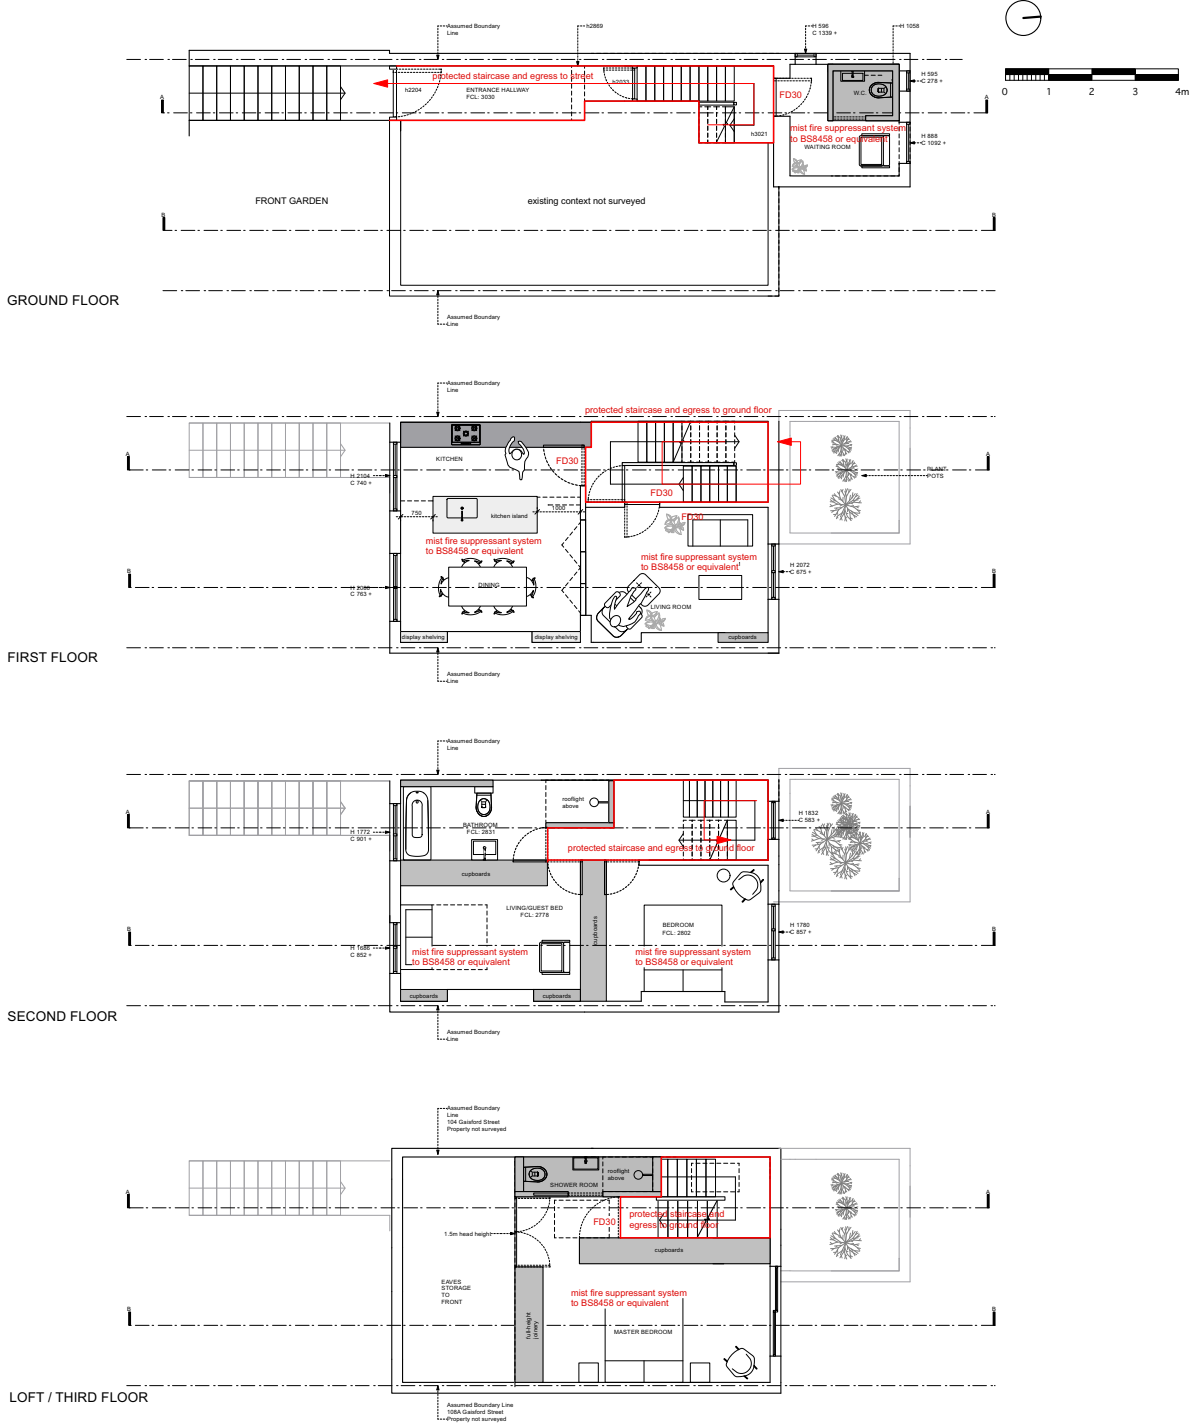 Assumed Boundary
Line
h2869
H 596
C 1339 +
H 1058
protected staircase and egress to street
h2204
ENTRANCE HALLWAY
FCL: 3030
h2033
FD30
W.C.
H 595
C 278 +
0 1 2 3 4m
A
A
h3021
mist fire suppressant system
to BS8458 or equivalent
WAITING ROOM
H 888
C 1092 +
FRONT GARDEN
existing context not surveyed
B
B
GROUND FLOOR
Assumed Boundary
Line
Assumed Boundary
Line
protected staircase and egress to ground floor
A
A
KITCHEN
FD30
H 2104
C 740 +
PLANT
POTS
FD30
750
kitchen island
1000
FD30
mist fire suppressant system
to BS8458 or equivalent
mist fire suppressant system
to BS8458 or equivalent
H 2072
C 675 +
B
B
C 763 +
DINING
LIVING ROOM
display shelving
display shelving
cupboards
FIRST FLOOR
Assumed Boundary
Line
Assumed Boundary
Line
rooflight
above
A
A
H 1772
C 901 +
BATHROOM
FCL: 2831
H 1832
C 583 +
protected staircase and egress to ground floor
cupboards
LIVING/GUEST BED
FCL: 2778
cupboards
BEDROOM
FCL: 2802
H 1780
C 857 +
B
B
H 1686
C 852 +
mist fire suppressant system
to BS8458 or equivalent
mist fire suppressant system
to BS8458 or equivalent
cupboards
cupboards
SECOND FLOOR
Assumed Boundary
Line
Assumed Boundary
Line
104 Gaisford Street
Property not surveyed
rooflight
above
SHOWER ROOM
A
A
FD30
protected staircase and
egress to ground floor
1.5m head height
cupboards
EAVES
STORAGE
TO
FRONT
mist fire suppressant system
to BS8458 or equivalent
B
B
full-height
joinery
MASTER BEDROOM
LOFT / THIRD FLOOR
Assumed Boundary Line
108A Gaisford Street
Property not surveyed